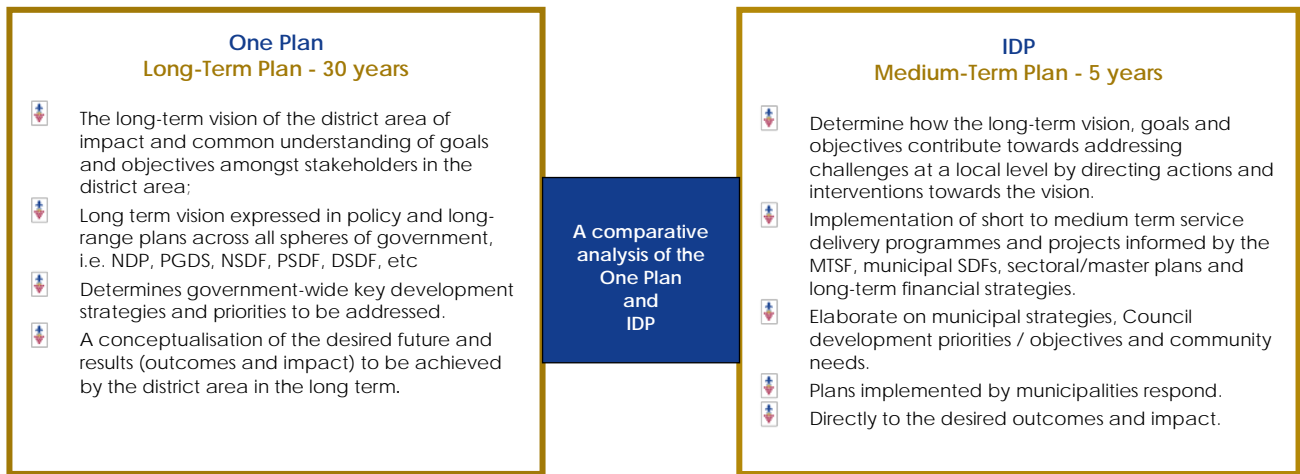 One Plan
Long-Term Plan - 30 years
The long-term vision of the district area of
impact and common understanding of goals
and objectives amongst stakeholders in the
district area;
Long term vision expressed in policy and long-
range plans across all spheres of government,
i.e. NDP, PGDS, NSDF, PSDF, DSDF, etc
Determines government-wide key development
strategies and priorities to be addressed.
A conceptualisation of the desired future and
results (outcomes and impact) to be achieved
by the district area in the long term.
A comparative
analysis of the
One Plan
and
IDP
IDP
Medium-Term Plan - 5 years
Determine how the long-term vision, goals and
objectives contribute towards addressing
challenges at a local level by directing actions and
interventions towards the vision.
Implementation of short to medium term service
delivery programmes and projects informed by the
MTSF, municipal SDFs, sectoral/master plans and
long-term financial strategies.
Elaborate on municipal strategies, Council
development priorities / objectives and community
needs.
Plans implemented by municipalities respond.
Directly to the desired outcomes and impact.